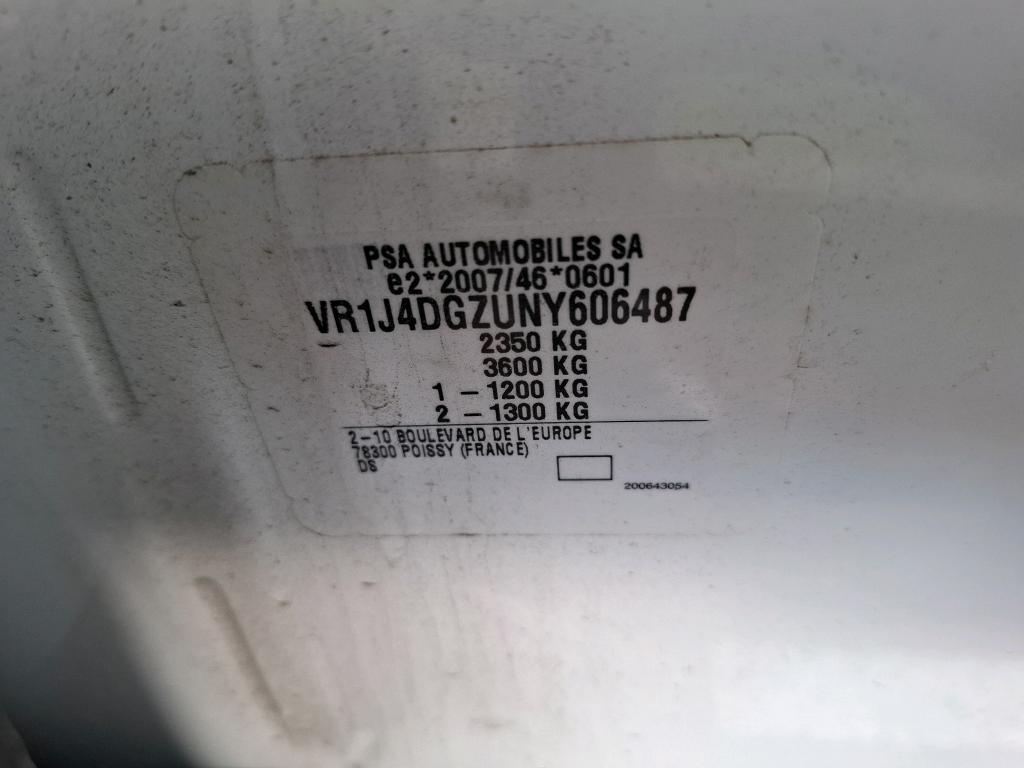 PSA AUTOMOBILES SA
e2*2007/46*0601
VR1J4DGZUNY606487
2350 KG
3600 KG
1 - 1200 KG
2 - 1300 KG
2-10 BOULEVARD DE L'EUROPE
78300 POISSY (FRANCE)
DS
200643054